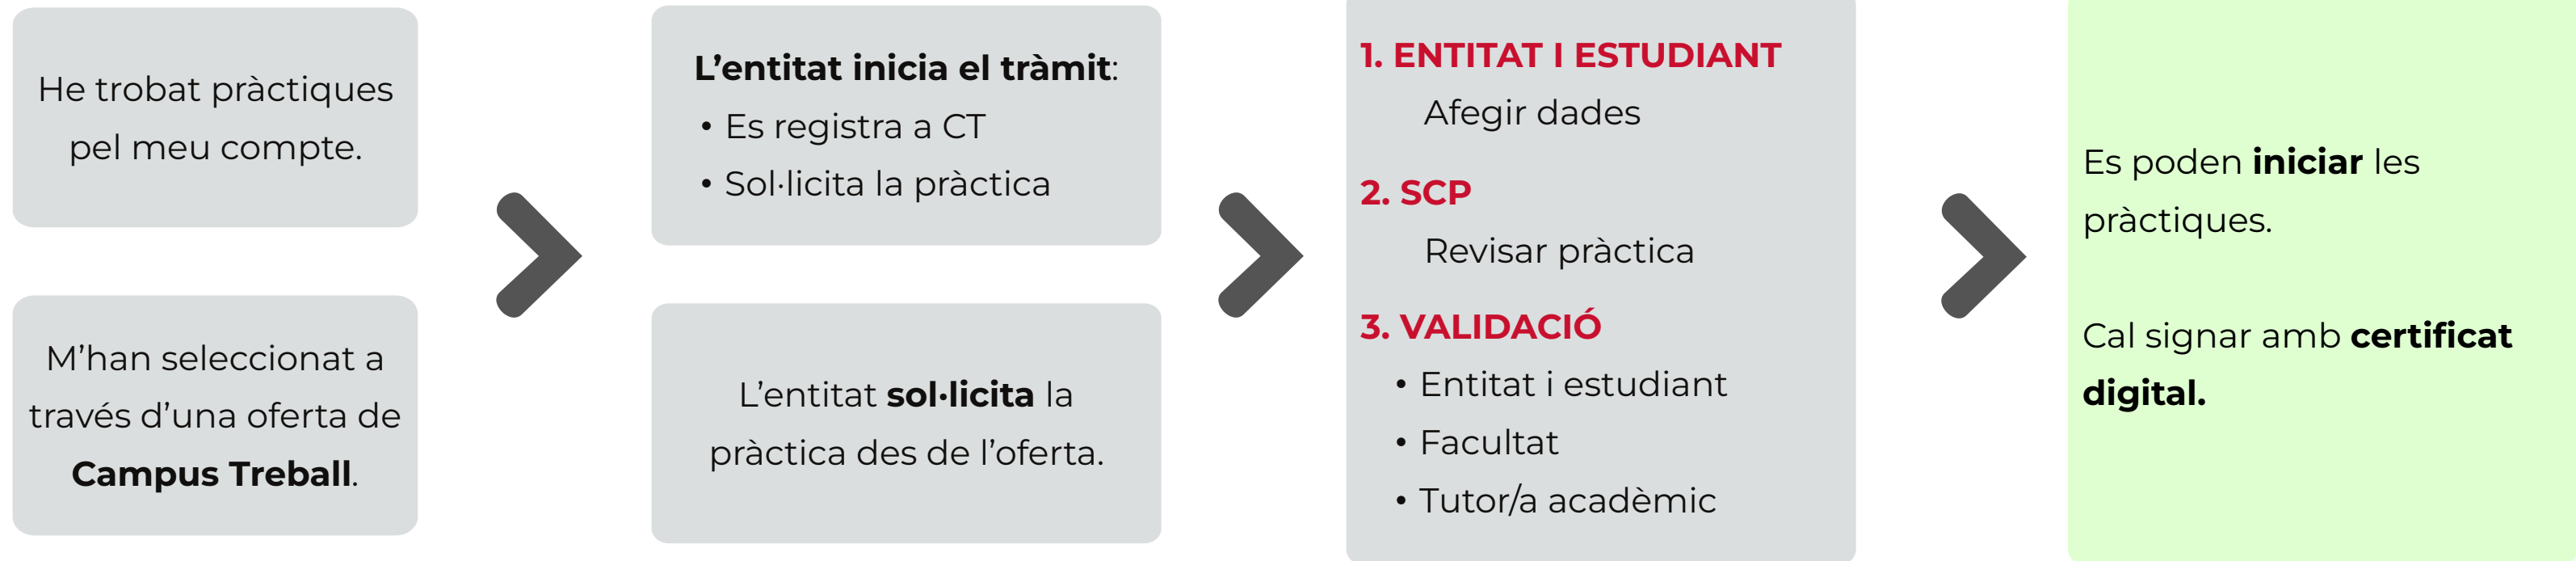 He trobat pràctiques
pel meu compte.
M’han seleccionat a
través d’una oferta de
Campus Treball.
L’entitat inicia el tràmit:
• Es registra a CT
• Sol·licita la pràctica
L’entitat sol·licita la
pràctica des de l’oferta.
1. ENTITAT I ESTUDIANT
Afegir dades
2. SCP
Revisar pràctica
3. VALIDACIÓ
• Entitat i estudiant
• Facultat
• Tutor/a acadèmic
Es poden iniciar les
pràctiques.
Cal signar amb certificat
digital.